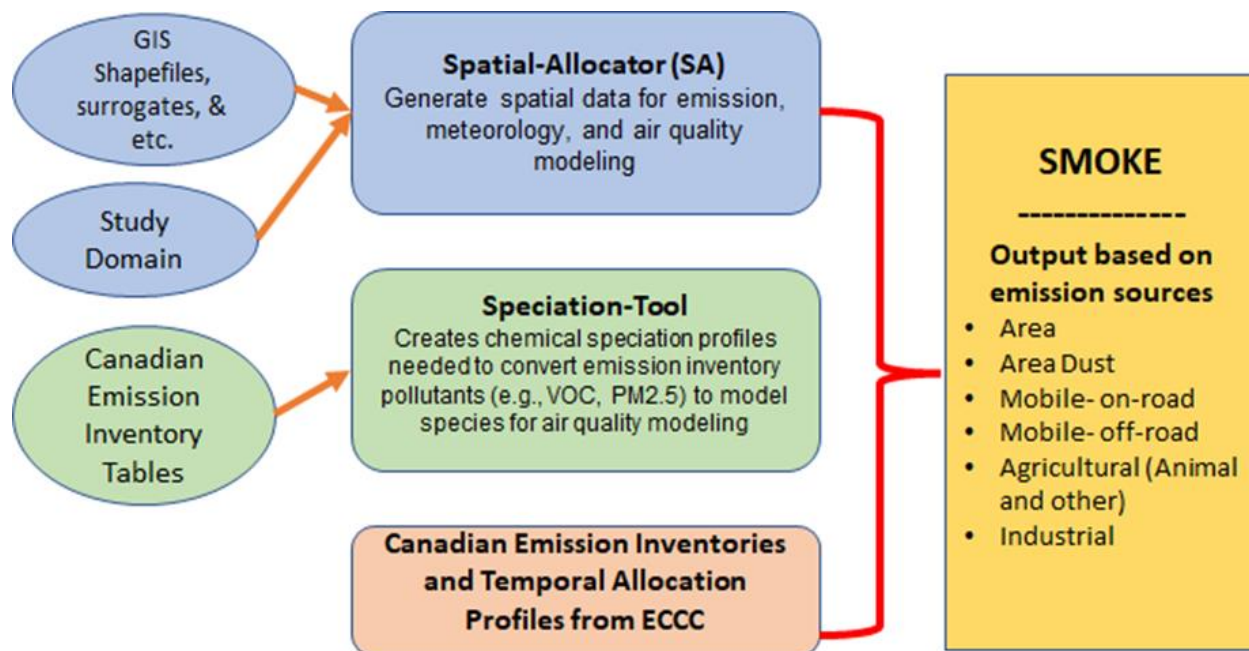 GIS
Shapefiles,
surrogates, &
etc.
Study
Domain
Canadian
Emission
Inventory
Tables
Spatial-Allocator (SA)
Generate spatial data for emission,
meteorology, and air quality
modeling
Speciation-Tool
Creates chemical speciation profiles
needed to convert emission inventory
pollutants (e.g., VOC, PM2.5) to model
species for air quality modeling
Canadian Emission Inventories
and Temporal Allocation
Profiles from ECCC
SMOKE
--------------
Output based on
emission sources
• Area
• Area Dust
• Mobile- on-road
• Mobile- off-road
• Agricultural (Animal
and other)
• Industrial